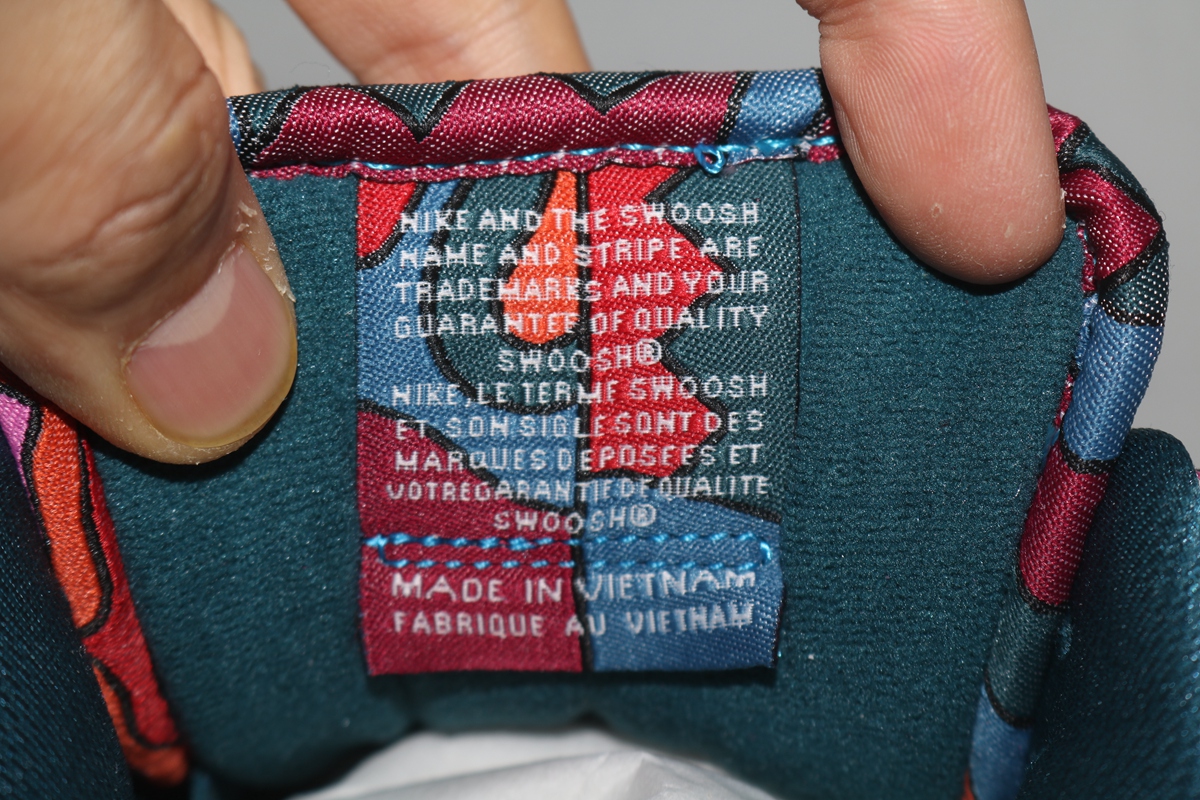 NIKE AND THE SWOOSH
NAME AND STRIPE ARE
TRADEMARKS AND YOUR
GUARANTEE OF QUALITY
SWOOSH®
NIKE, LE TERME SWOOSH
ET SON SIGLE SONT DES
MARQUES DEPOSEES ET
VOTRE GARANTIE DE QUALITE
SWOOSH®
MADE IN VIETNAM
FABRIQUE AU VIETNAM